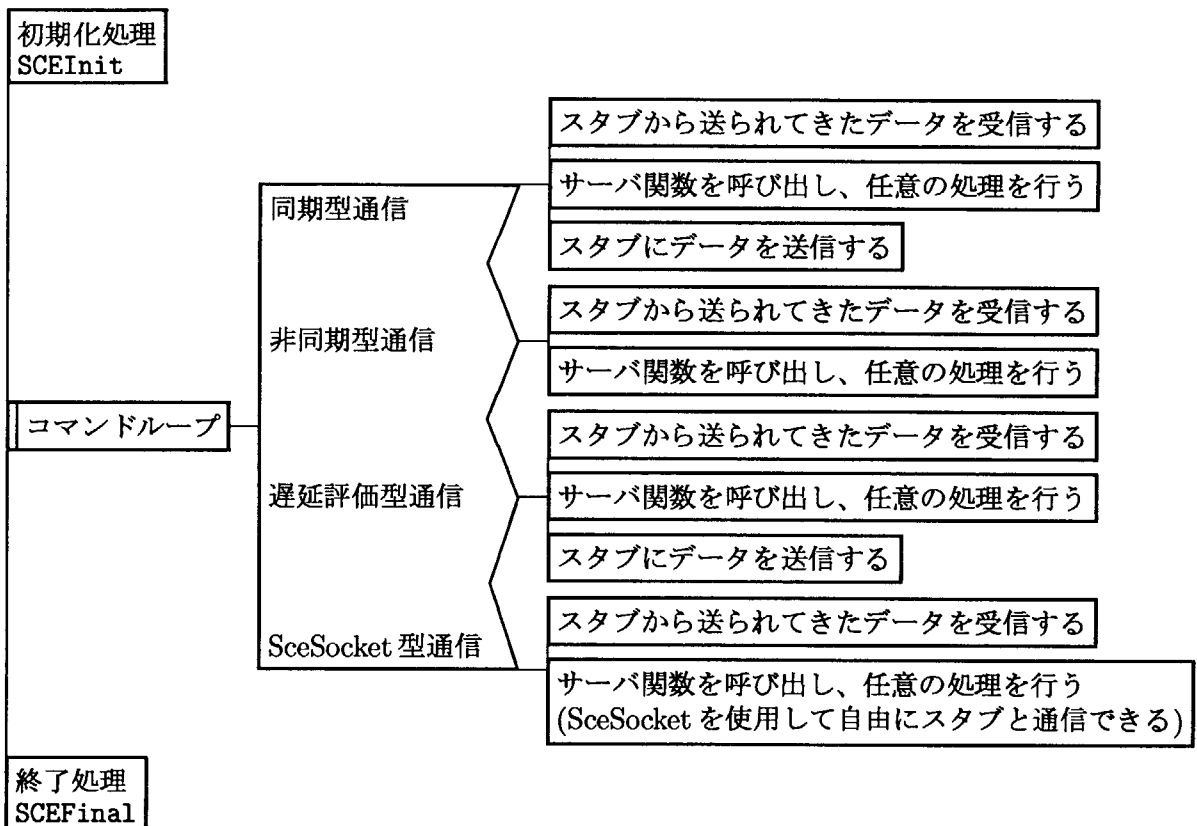 初期化処理
SCEInit
スタブから送られてきたデータを受信する
サーバ関数を呼び出し、任意の処理を行う
同期型通信
スタブにデータを送信する
スタブから送られてきたデータを受信する
非同期型通信
サーバ関数を呼び出し、任意の処理を行う
コマンドループ
スタブから送られてきたデータを受信する
遅延評価型通信
サーバ関数を呼び出し、任意の処理を行う
スタブにデータを送信する
スタブから送られてきたデータを受信する
SceSocket 型通信
サーバ関数を呼び出し、任意の処理を行う
(SceSocket を使用して自由にスタブと通信できる)
終了処理
SCEFinal